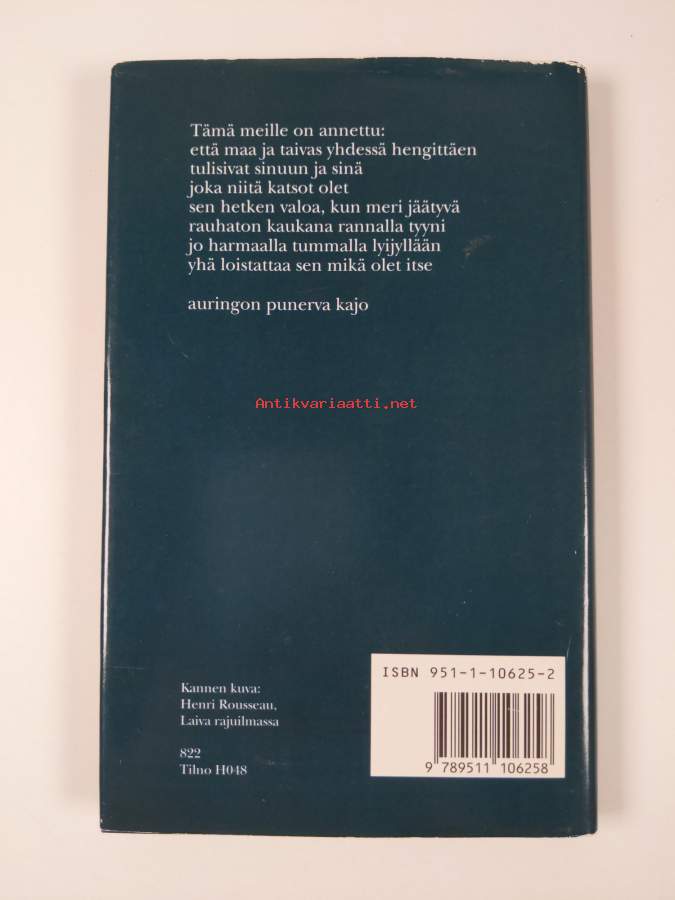 Tämä meille on annettu:
että maa ja taivas yhdessä hengittäen
tulisivat sinuun ja sinä
joka niitä katsot olet
sen hetken valoa, kun meri jäätyvä
rauhaton kaukana rannalla tyyni
jo harmaalla tummalla lyijyllään
yhä loistattaa sen mikä olet itse
auringon punerva kajo
Antikvariaatti.net
Kannen kuva:
Henri Rousseau,
Laiva rajuilmassa
822
Tilno H048
ISBN 951-1-10625-2
9 789511 106258